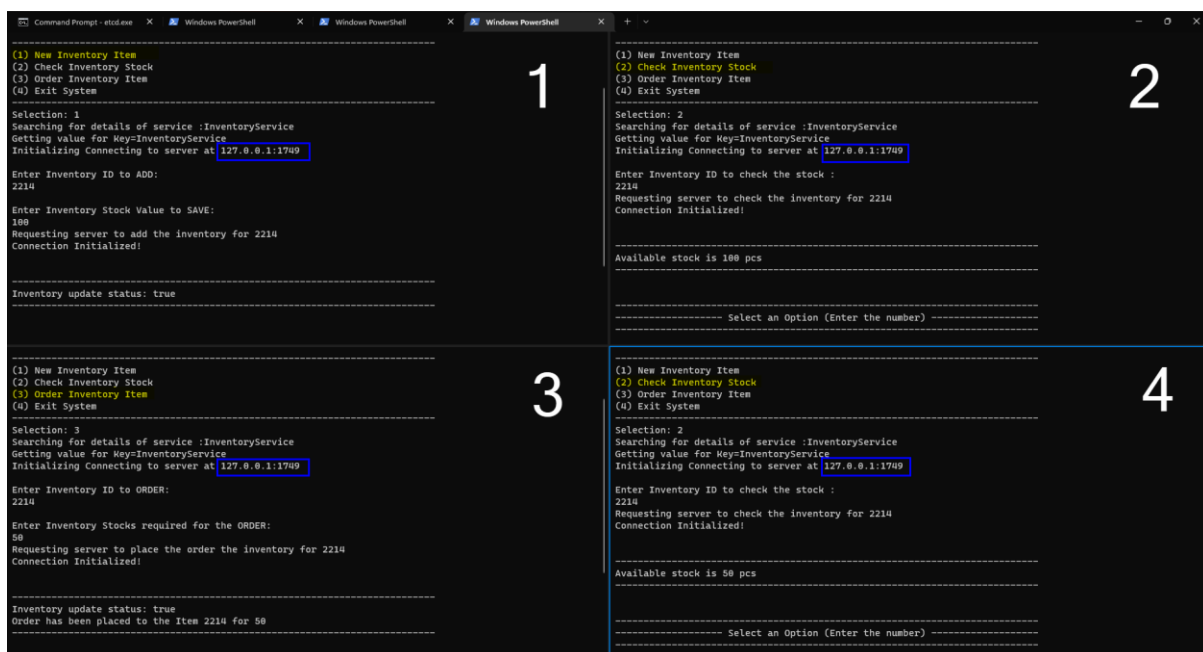 Command Prompt - etcd.exe
Windows PowerShell
Windows PowerShell
Windows PowerShell
1
--------------------------------------------------------------------------
(1) New Inventory Item
(2) Check Inventory Stock
(3) Order Inventory Item
(4) Exit System
--------------------------------------------------------------------------
Selection: 1
Searching for details of service :InventoryService
Getting value for Key=InventoryService
Initializing Connecting to server at 127.0.0.1:1749
Enter Inventory ID to ADD:
2214
Enter Inventory Stock Value to SAVE:
100
Requesting server to add the inventory for 2214
Connection Initialized!
--------------------------------------------------------------------------
Inventory update status: true
--------------------------------------------------------------------------
2
--------------------------------------------------------------------------
(1) New Inventory Item
(2) Check Inventory Stock
(3) Order Inventory Item
(4) Exit System
--------------------------------------------------------------------------
Selection: 2
Searching for details of service :InventoryService
Getting value for Key=InventoryService
Initializing Connecting to server at 127.0.0.1:1749
Enter Inventory ID to check the stock :
2214
Requesting server to check the inventory for 2214
Connection Initialized!
--------------------------------------------------------------------------
Available stock is 100 pcs
--------------------------------------------------------------------------
--------------------------------------------------------------------------
------------------- Select an Option (Enter the number) -------------------
--------------------------------------------------------------------------
3
--------------------------------------------------------------------------
(1) New Inventory Item
(2) Check Inventory Stock
(3) Order Inventory Item
(4) Exit System
--------------------------------------------------------------------------
Selection: 3
Searching for details of service :InventoryService
Getting value for Key=InventoryService
Initializing Connecting to server at 127.0.0.1:1749
Enter Inventory ID to ORDER:
2214
Enter Inventory Stocks required for the ORDER:
50
Requesting server to place the order the inventory for 2214
Connection Initialized!
--------------------------------------------------------------------------
Inventory update status: true
Order has been placed to the Item 2214 for 50
--------------------------------------------------------------------------
4
--------------------------------------------------------------------------
(1) New Inventory Item
(2) Check Inventory Stock
(3) Order Inventory Item
(4) Exit System
--------------------------------------------------------------------------
Selection: 2
Searching for details of service :InventoryService
Getting value for Key=InventoryService
Initializing Connecting to server at 127.0.0.1:1749
Enter Inventory ID to check the stock :
2214
Requesting server to check the inventory for 2214
Connection Initialized!
--------------------------------------------------------------------------
Available stock is 50 pcs
--------------------------------------------------------------------------
--------------------------------------------------------------------------
------------------- Select an Option (Enter the number) -------------------
--------------------------------------------------------------------------